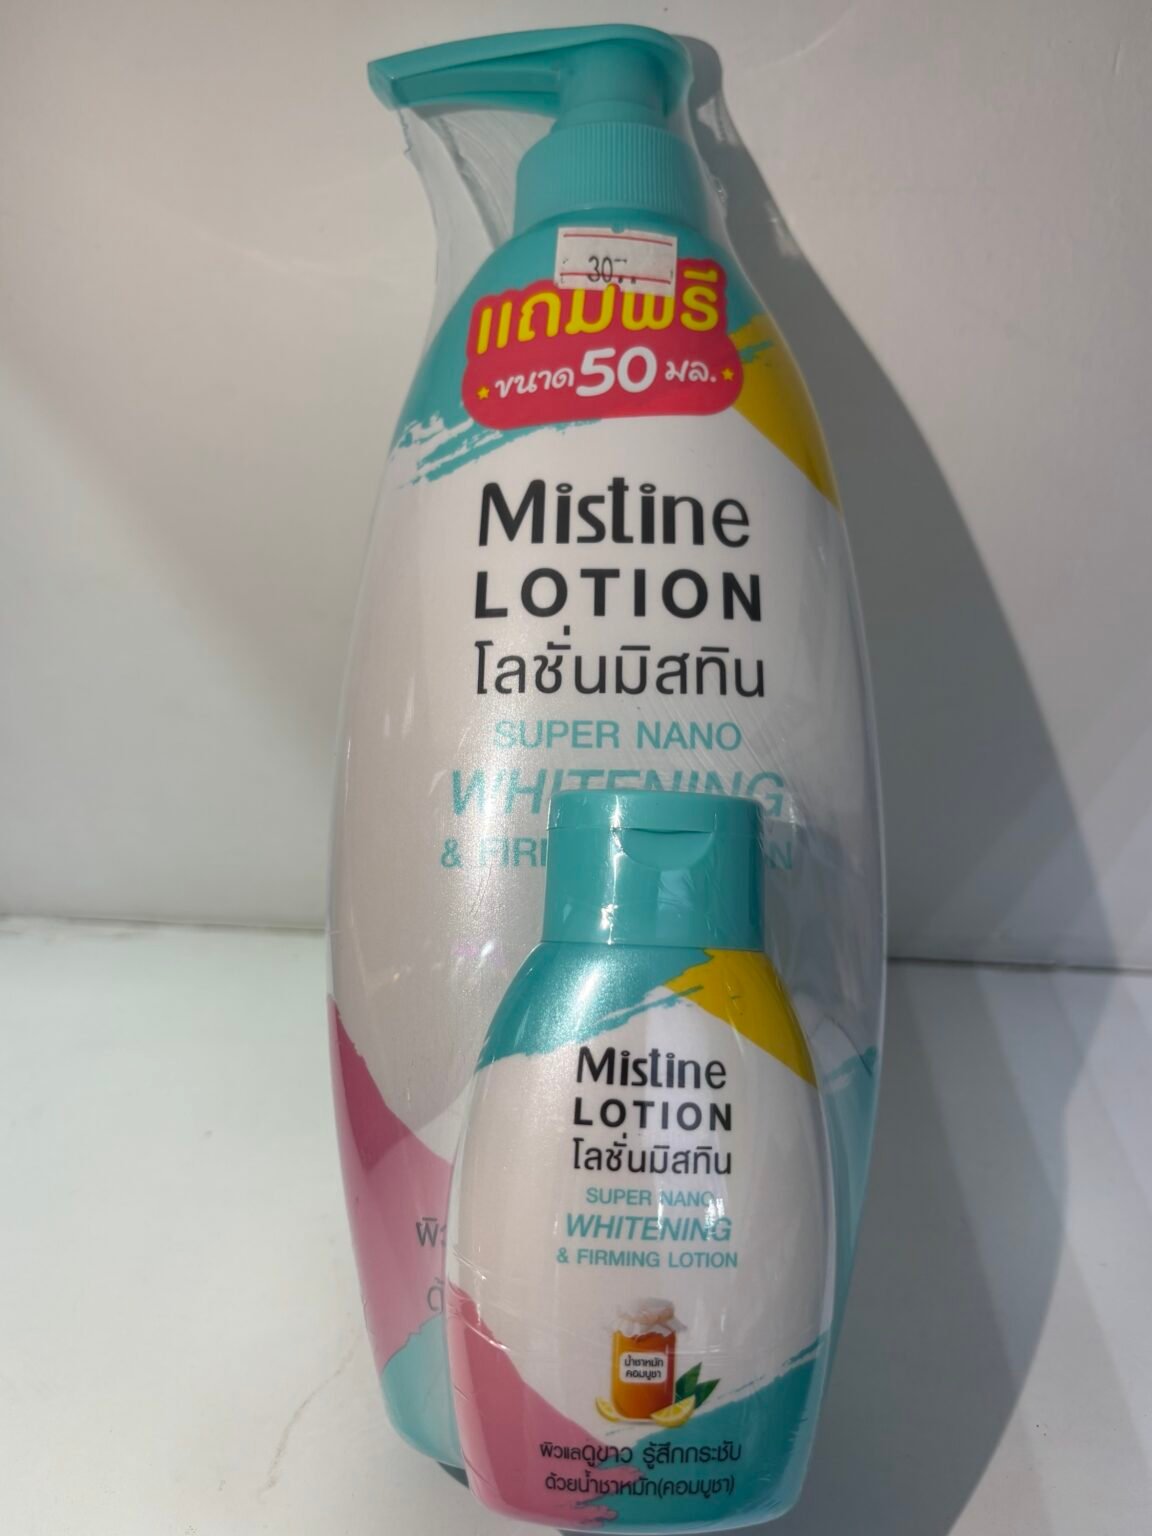 แถมฟรี
ขนาด 50 มล.
Mistine
LOTION
โลชั่นมิสทิน
SUPER NANO
WHITENING
Mistine
LOTION
โลชั่นมิสทิน
SUPER NANO
WHITENING
& FIRMING LOTION
น้ำชาหมัก
คอมบูชา
ผิวแลดูขาว รู้สึกกระชับ
ด้วยน้ำชาหมัก(คอมบูชา)